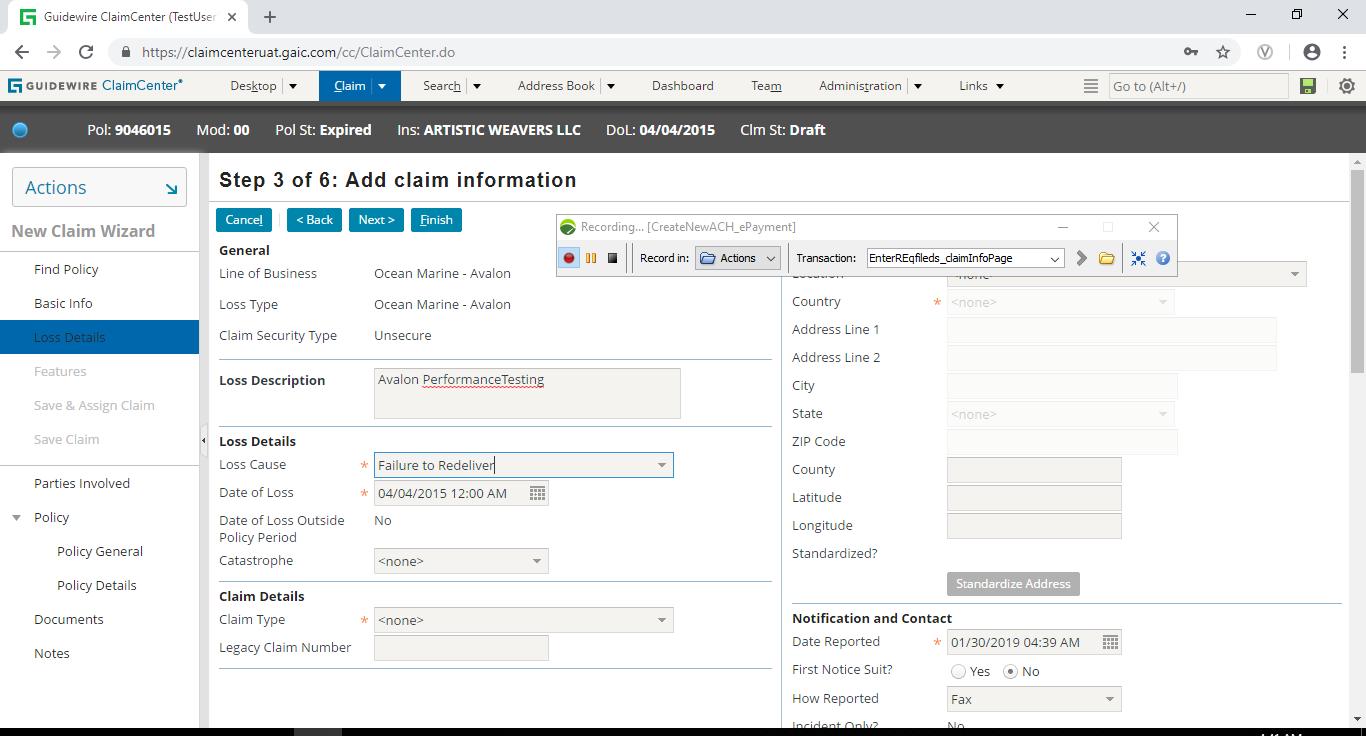 Guidewire ClaimCenter (TestUser
https://claimcenteruat.gaic.com/cc/ClaimCenter.do
GUIDEWIRE ClaimCenter Desktop Claim Search Address Book Dashboard Team Administration Links Go to (Alt+/)
Pol: 9046015 Mod: 00 Pol St: Expired Ins: ARTISTIC WEAVERS LLC DoL: 04/04/2015 Clm St: Draft
Actions
New Claim Wizard
Find Policy
Basic Info
Loss Details
Features
Save & Assign Claim
Save Claim
Parties Involved
Policy
Policy General
Policy Details
Documents
Notes
Step 3 of 6: Add claim information
Cancel < Back Next > Finish
Recording... [CreateNewACH_ePayment]
Record in: Actions Transaction: EnterREqfileds_claimInfoPage
General
Line of Business Ocean Marine - Avalon
Loss Type Ocean Marine - Avalon
Claim Security Type Unsecure
Loss Description Avalon PerformanceTesting
Loss Details
Loss Cause * Failure to Redeliver
Date of Loss * 04/04/2015 12:00 AM
Date of Loss Outside No
Policy Period
Catastrophe <none>
Claim Details
Claim Type * <none>
Legacy Claim Number
Location <none>
Country * <none>
Address Line 1
Address Line 2
City
State <none>
ZIP Code
County
Latitude
Longitude
Standardized?
Standardize Address
Notification and Contact
Date Reported * 01/30/2019 04:39 AM
First Notice Suit? Yes No
How Reported Fax
Incident Only? No